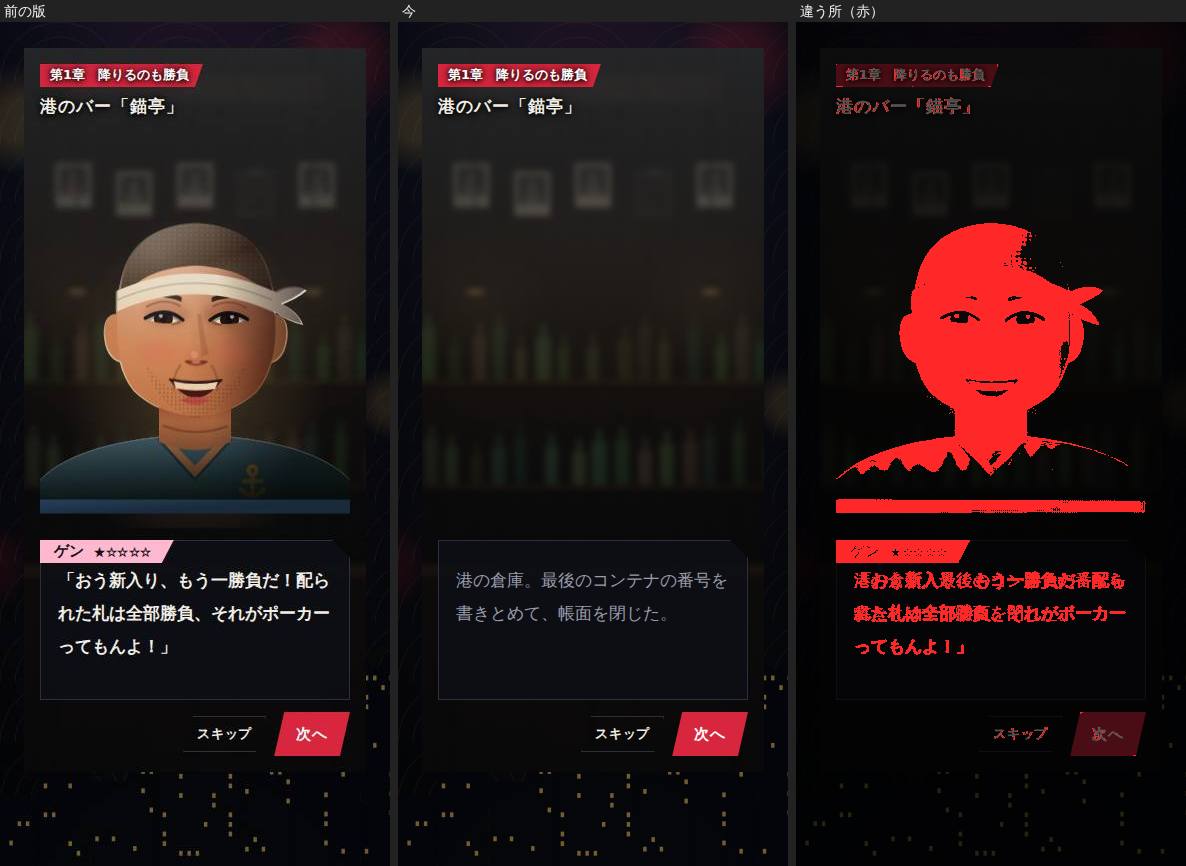 前の版
第1章 降りるのも勝負
港のバー「錨亭」
ゲン ★☆☆☆☆
「おう新入り、もう一勝負だ！配ら
れた札は全部勝負、それがポーカー
ってもんよ！」
スキップ
次へ
今
第1章 降りるのも勝負
港のバー「錨亭」
港の倉庫。最後のコンテナの番号を
書きとめて、帳面を閉じた。
スキップ
次へ
違う所（赤）
第1章 降りるのも勝負
港のバー「錨亭」
ゲン ★☆☆☆☆
ってもんよ！」
スキップ
次へ